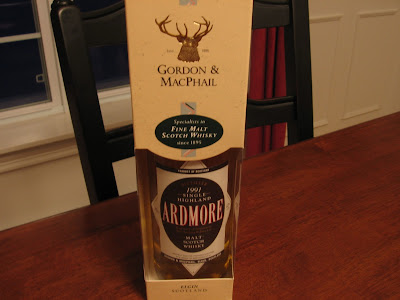 GORDON &
MACPHAIL
Specialists in
FINE MALT
SCOTCH WHISKY
since 1895
1991
SINGLE
HIGHLAND
ARDMORE
MALT
SCOTCH
WHISKY
ELGIN
SCOTLAND